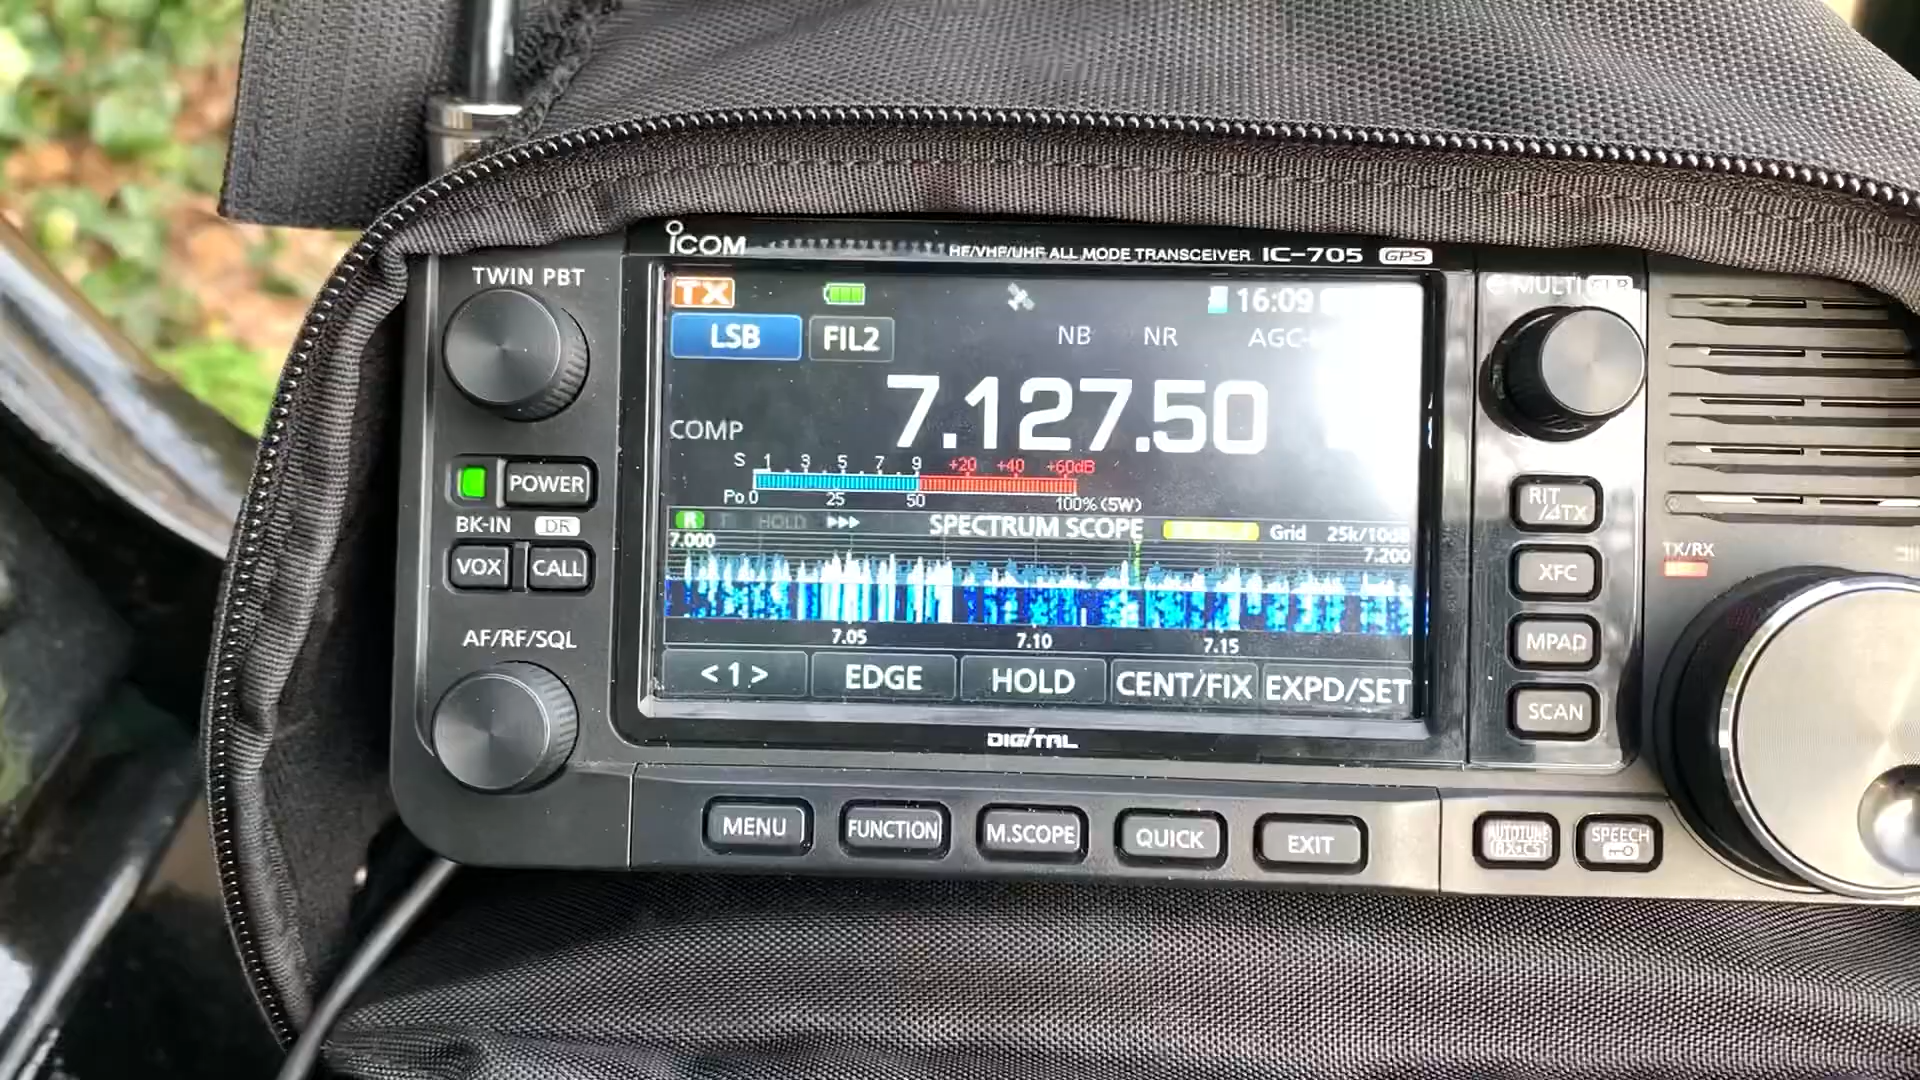 ICOM HF/VHF/UHF ALL MODE TRANSCEIVER IC-705 GPS
TWIN PBT
TX 16:09
LSB FIL2 NB NR
7.127.50
COMP
S 1 3 5 7 9 +20 +40 +60dB
Po 0 25 50 100% (5W)
R T HOLD ▶▶▶ SPECTRUM SCOPE Grid 25k/10dB
7.000 7.200
7.05 7.10 7.15
<1> EDGE HOLD CENT/FIX EXPD/SET
DIGITAL
POWER
BK-IN DR
VOX CALL
AF/RF/SQL
MENU FUNCTION M.SCOPE QUICK EXIT
MULTI
RIT
/⊿TX
XFC
MPAD
SCAN
TX/RX
AUTOTUNE
RX→CS
SPEECH